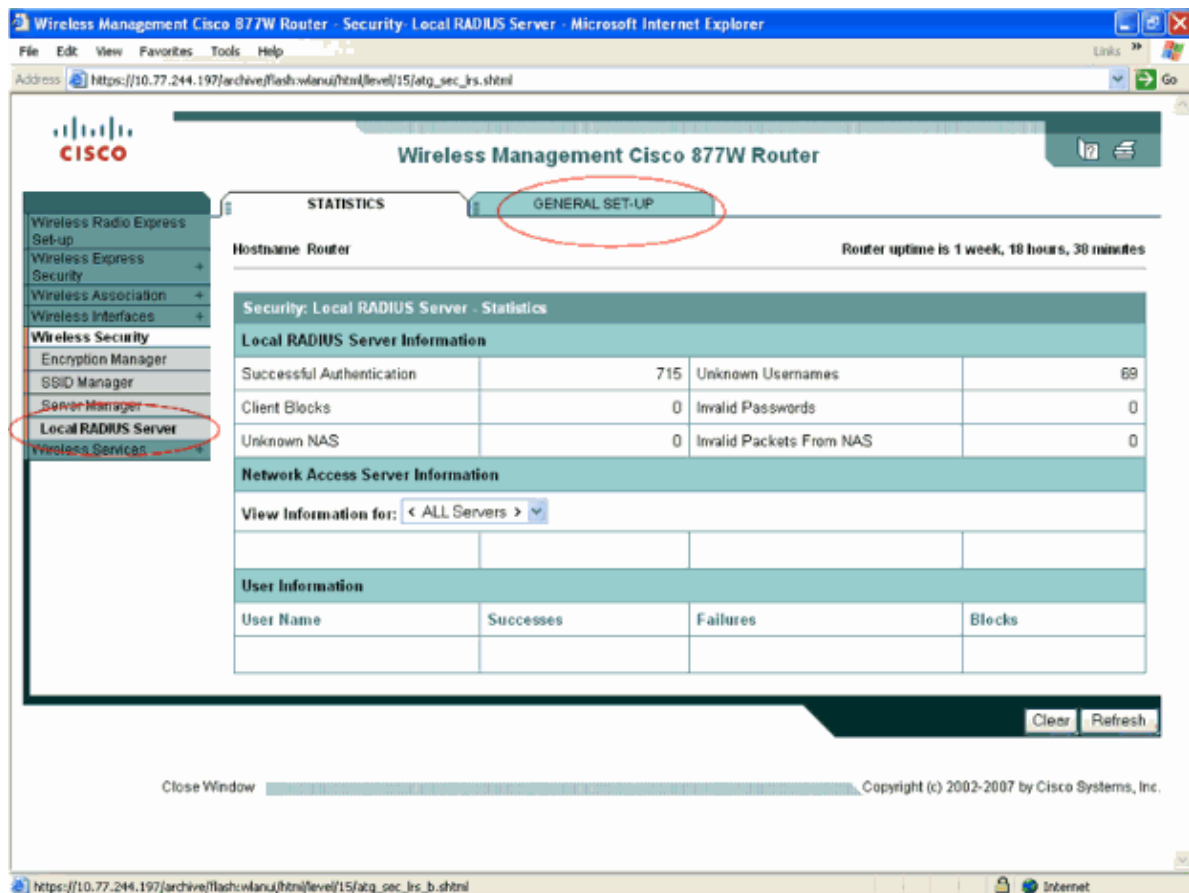 Wireless Management Cisco 877W Router - Security- Local RADIUS Server - Microsoft Internet Explorer
File Edit View Favorites Tools Help Links »
Address https://10.77.244.197/archive/flash:wlanui/html/level/15/atg_sec_lrs.shtml Go
CISCO
Wireless Management Cisco 877W Router
STATISTICS GENERAL SET-UP
Wireless Radio Express
Set-up
Wireless Express +
Security
Wireless Association +
Wireless Interfaces +
Wireless Security
Encryption Manager
SSID Manager
Server Manager
Local RADIUS Server
Wireless Services +
Hostname Router Router uptime is 1 week, 18 hours, 38 minutes
Security: Local RADIUS Server - Statistics
Local RADIUS Server Information
Successful Authentication 715 Unknown Usernames 69
Client Blocks 0 Invalid Passwords 0
Unknown NAS 0 Invalid Packets From NAS 0
Network Access Server Information
View Information for: < ALL Servers >
User Information
User Name Successes Failures Blocks
Clear Refresh
Close Window Copyright (c) 2002-2007 by Cisco Systems, Inc.
https://10.77.244.197/archive/flash:wlanui/html/level/15/atg_sec_lrs_b.shtml Internet